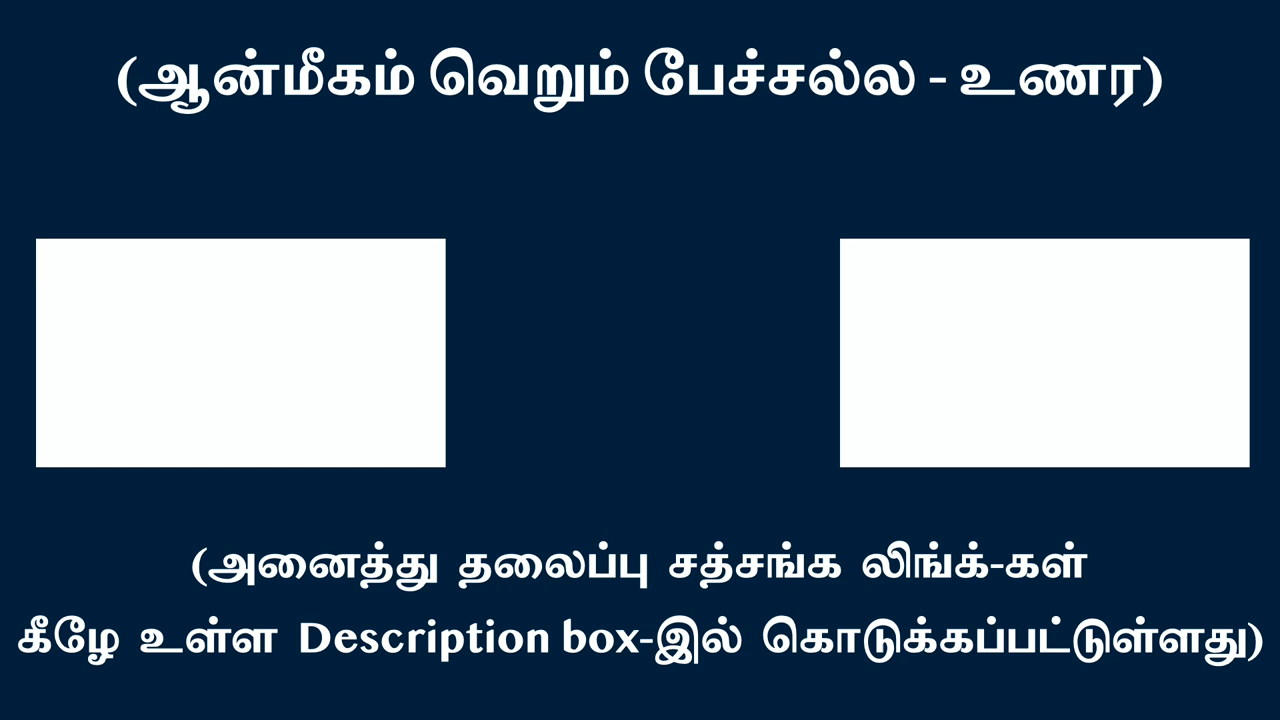 (ஆன்மீகம் வெறும் பேச்சல்ல - உணர)
(அனைத்து தலைப்பு சத்சங்க லிங்க்-கள்
கீழே உள்ள Description box-இல் கொடுக்கப்பட்டுள்ளது)